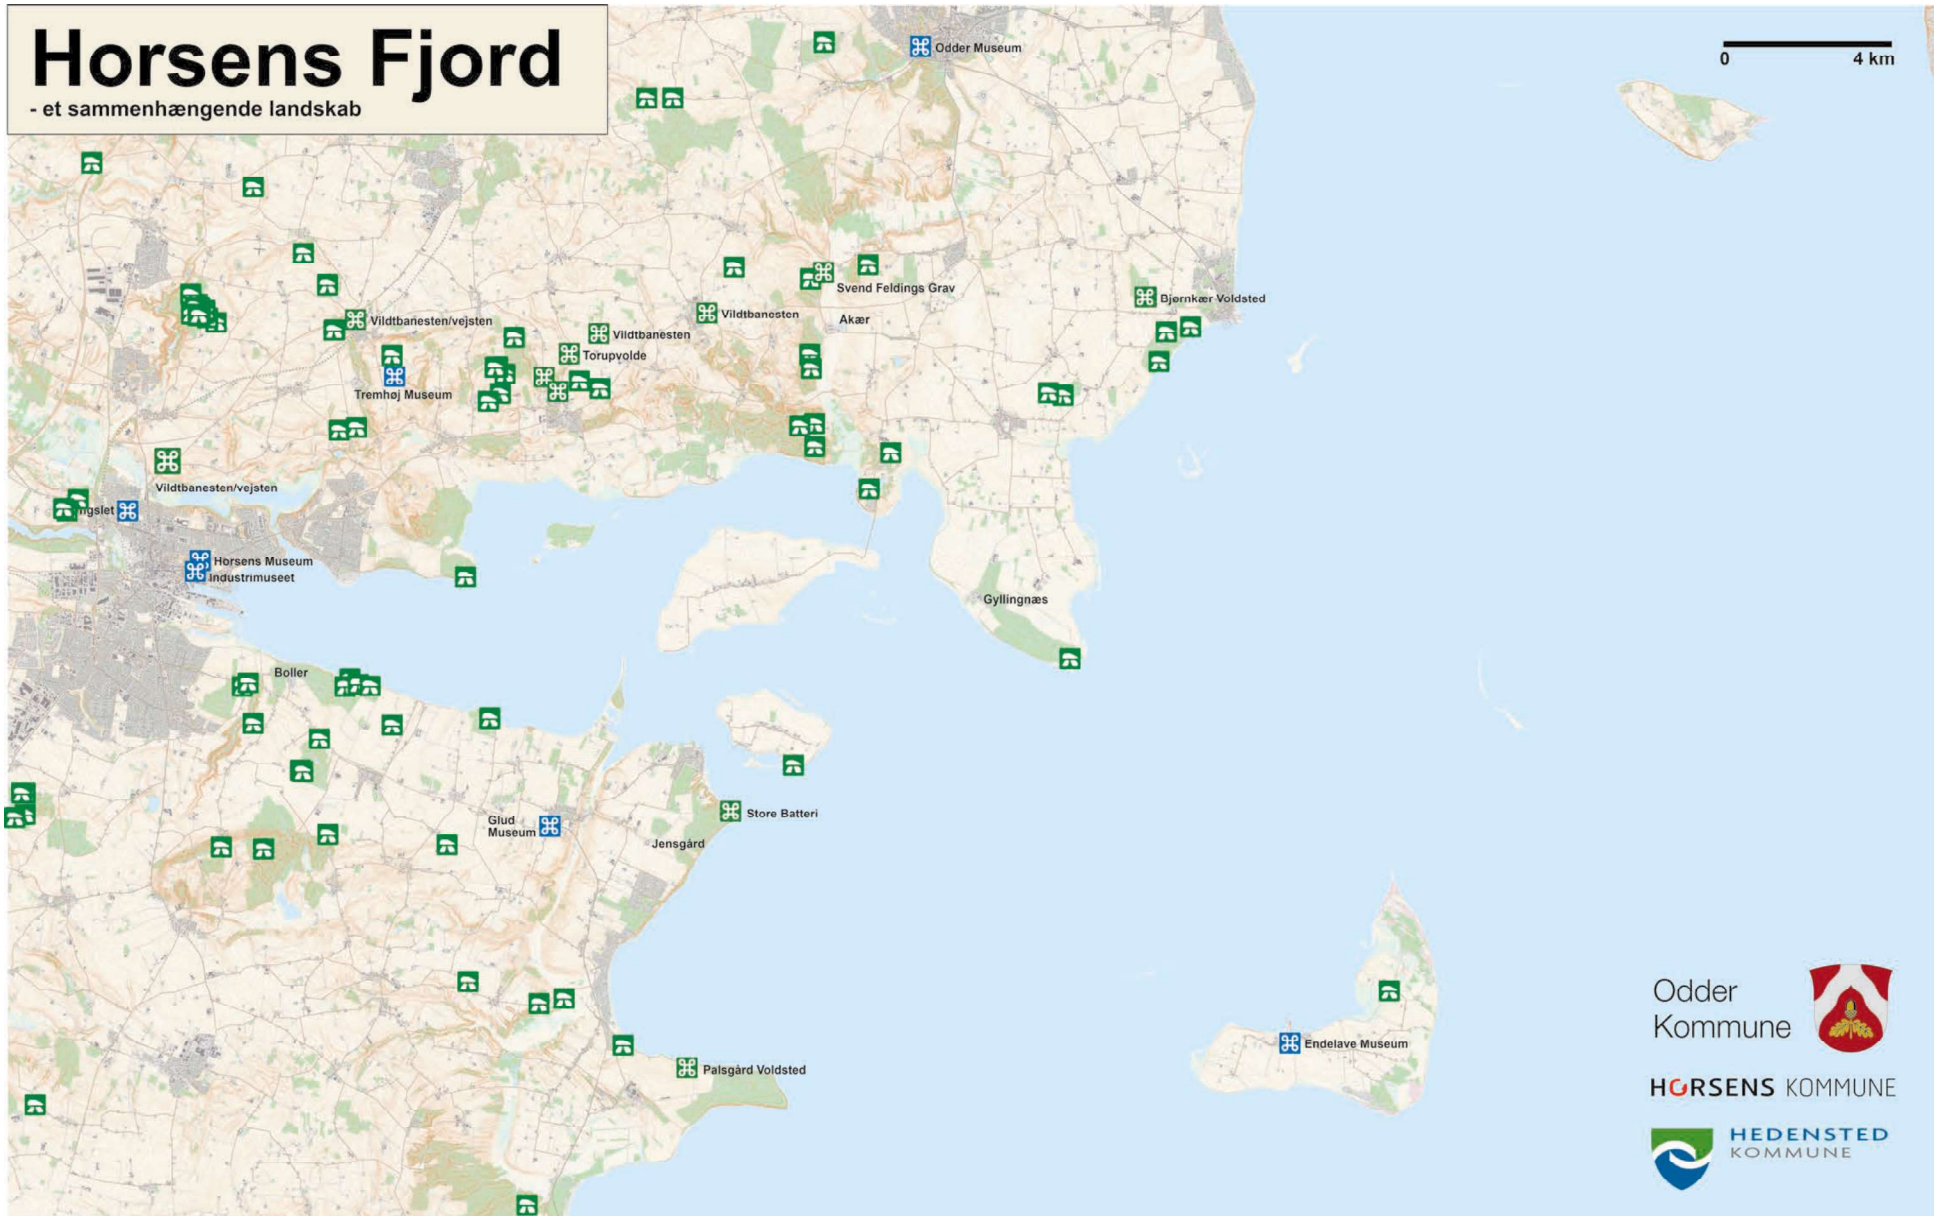 Horsens Fjord
- et sammenhængende landskab
0 4 km
Odder Museum
Svend Feldings Grav
Bjørnkær Voldsted
Vildtbanesten
Akær
Vildtbanesten/vejsten
Vildtbanesten
Torupvolde
Tremhøj Museum
Vildtbanesten/vejsten
Horsens Museum
Industrimuseet
Gyllingnæs
Boller
Store Batteri
Glud
Museum
Jensgård
Endelave Museum
Palsgård Voldsted
Odder
Kommune
HORSENS KOMMUNE
HEDENSTED
KOMMUNE